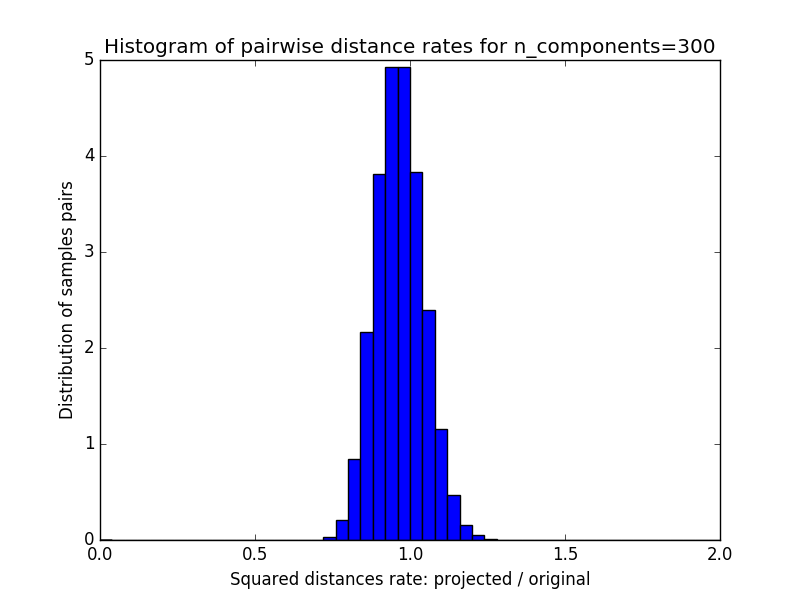 Histogram of pairwise distance rates for n_components=300
5
4
3
2
1
0
Distribution of samples pairs
0.0 0.5 1.0 1.5 2.0
Squared distances rate: projected / original